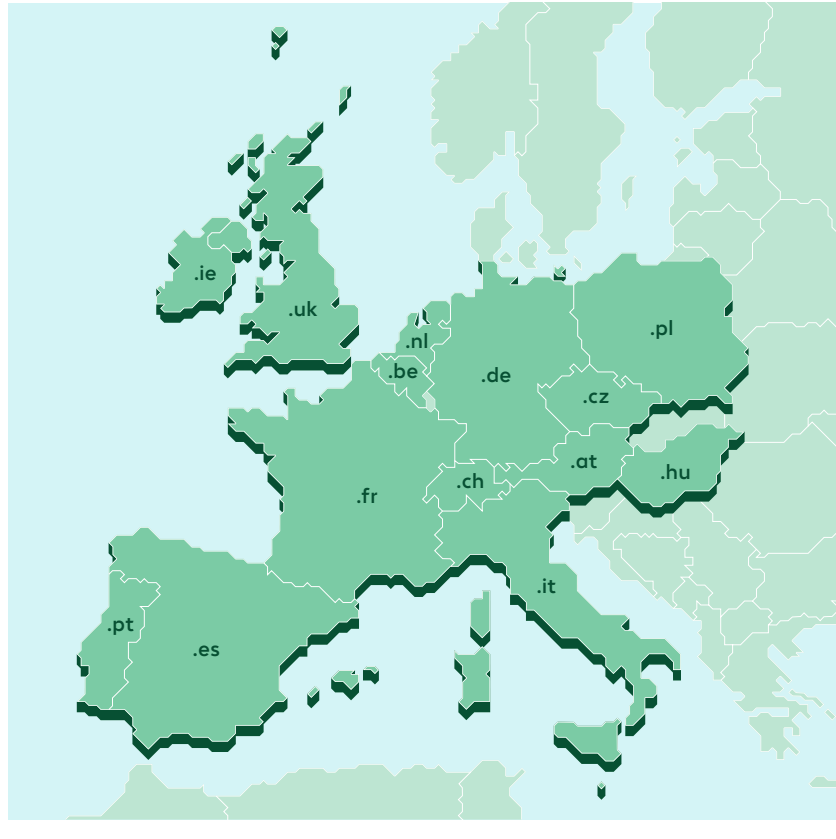 .ie
.uk
.nl
.pl
.be
.de
.cz
.at
.hu
.ch
.fr
.it
.pt
.es